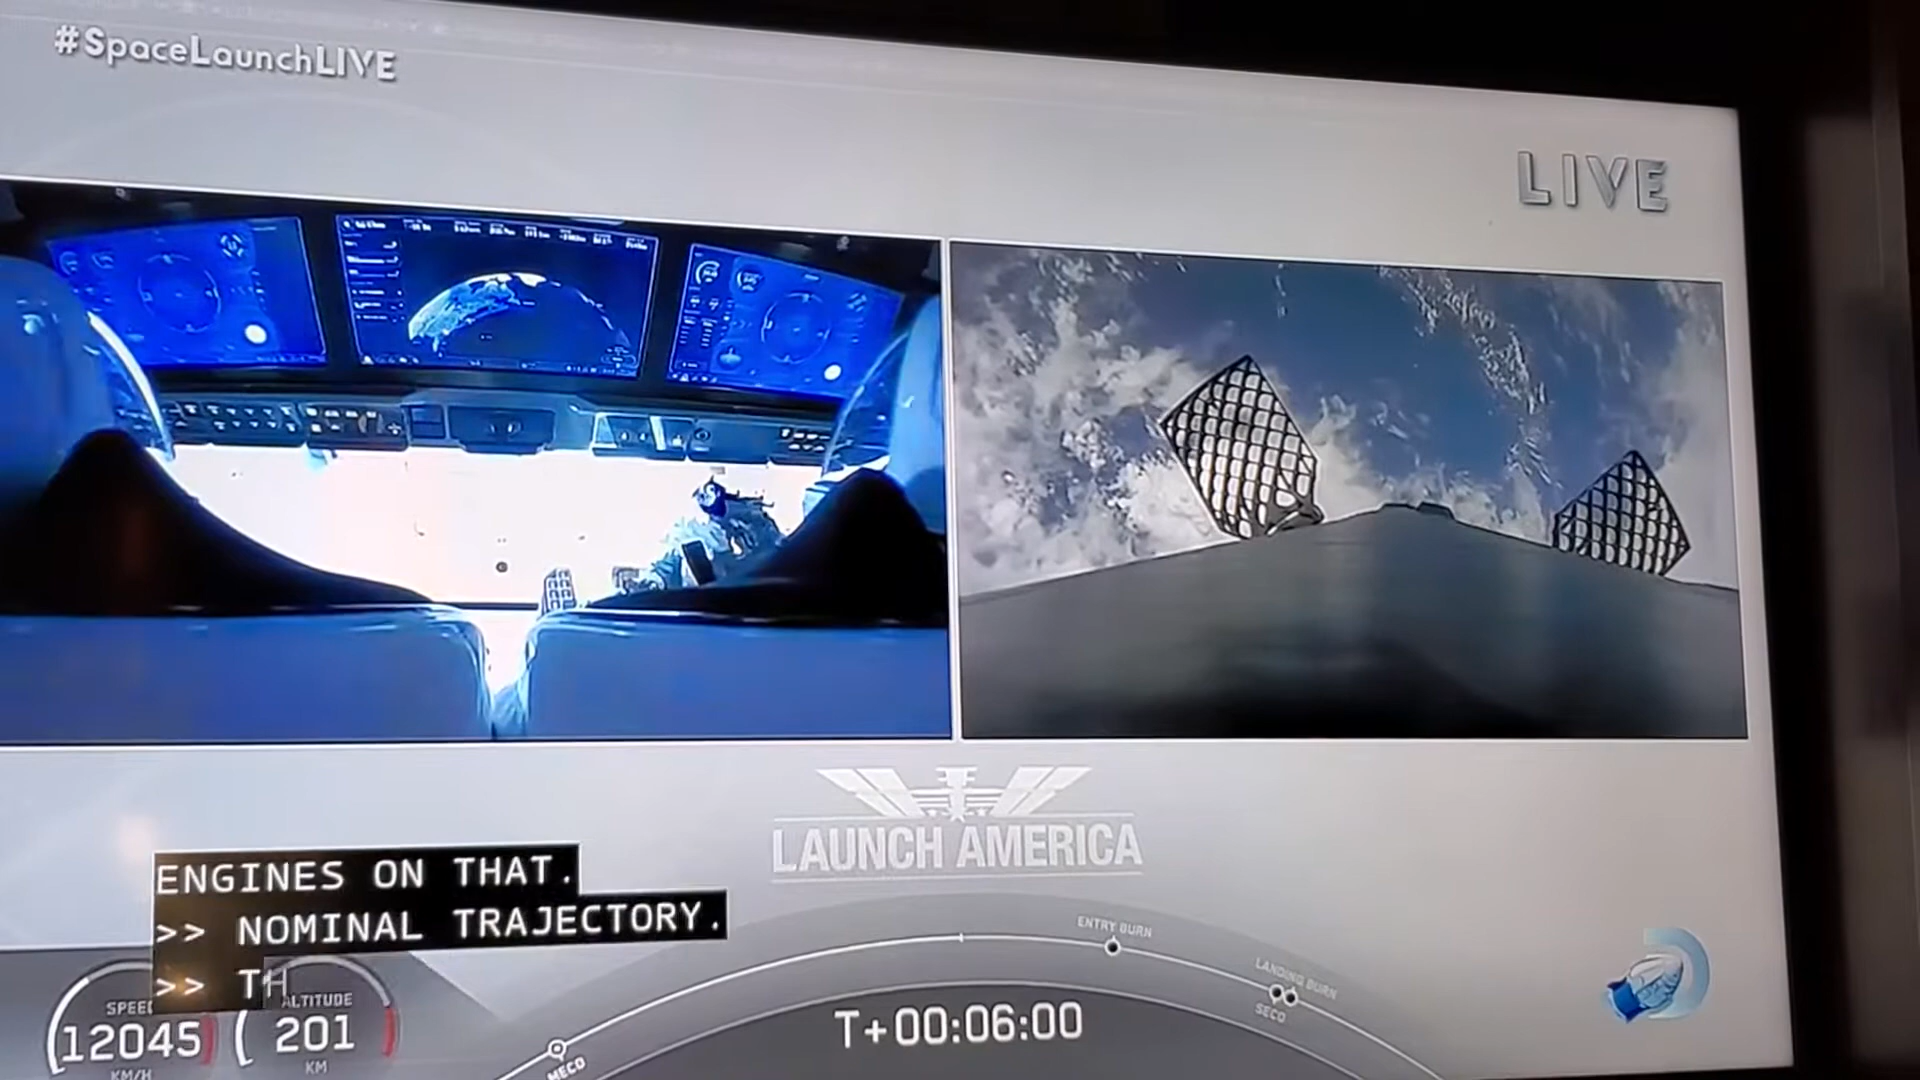 #SpaceLaunchLIVE
LIVE
LAUNCH AMERICA
ENGINES ON THAT.
>> NOMINAL TRAJECTORY.
>> TH
SPEED
12045
KM/H
ALTITUDE
201
KM
MECO
T+00:06:00
ENTRY BURN
LANDING BURN
SECO